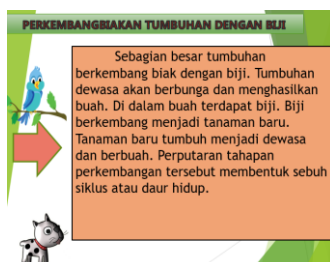 PERKEMBANGBIAKAN TUMBUHAN DENGAN BIJI
Sebagian besar tumbuhan
berkembang biak dengan biji. Tumbuhan
dewasa akan berbunga dan menghasilkan
buah. Di dalam buah terdapat biji. Biji
berkembang menjadi tanaman baru.
Tanaman baru tumbuh menjadi dewasa
dan berbuah. Perputaran tahapan
perkembangan tersebut membentuk sebuh
siklus atau daur hidup.